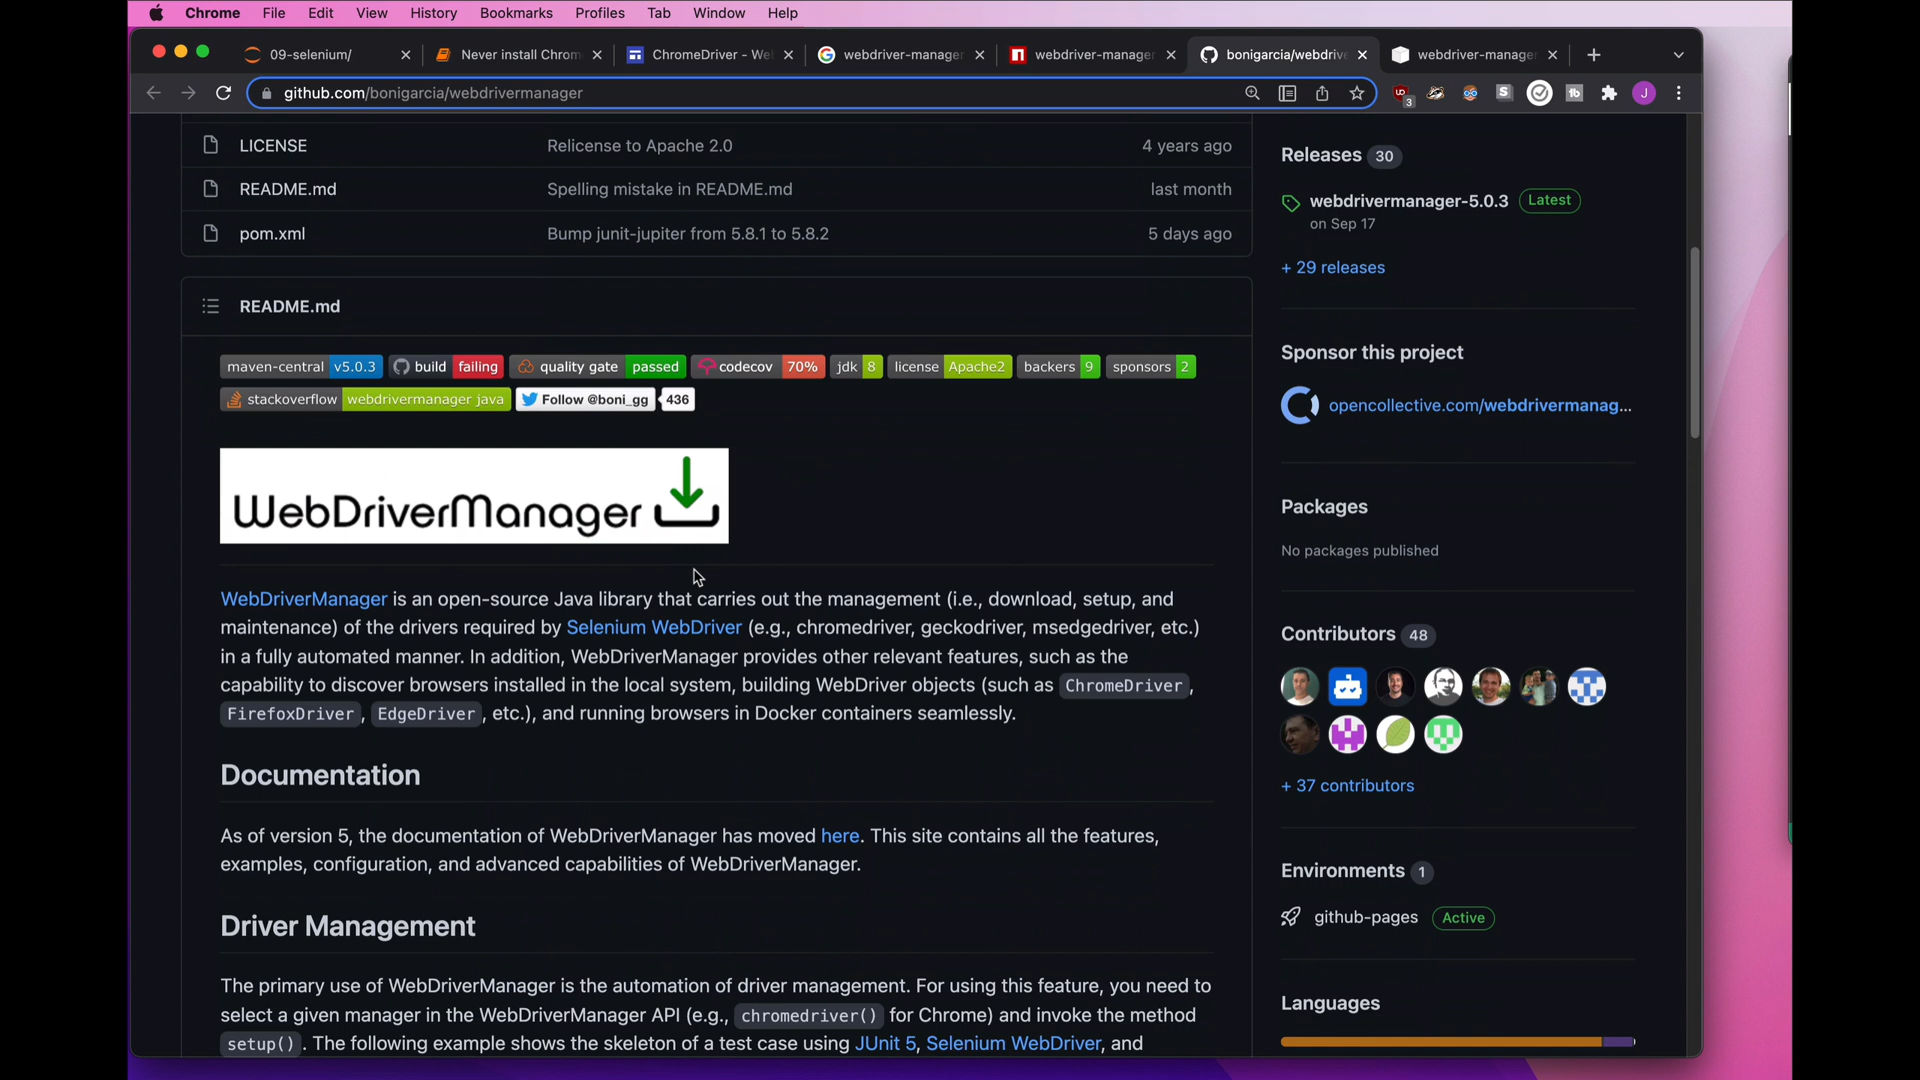 Chrome File Edit View History Bookmarks Profiles Tab Window Help
09-selenium/ Never install Chrom ChromeDriver - We webdriver-manager webdriver-manager bonigarcia/webdrive webdriver-manager
github.com/bonigarcia/webdrivermanager
3
J
LICENSE Relicense to Apache 2.0 4 years ago
README.md Spelling mistake in README.md last month
pom.xml Bump junit-jupiter from 5.8.1 to 5.8.2 5 days ago
README.md
maven-central v5.0.3 build failing quality gate passed codecov 70% jdk 8 license Apache2 backers 9 sponsors 2
stackoverflow webdrivermanager java Follow @boni_gg 436
WebDriverManager
WebDriverManager is an open-source Java library that carries out the management (i.e., download, setup, and
maintenance) of the drivers required by Selenium WebDriver (e.g., chromedriver, geckodriver, msedgedriver, etc.)
in a fully automated manner. In addition, WebDriverManager provides other relevant features, such as the
capability to discover browsers installed in the local system, building WebDriver objects (such as ChromeDriver,
FirefoxDriver, EdgeDriver, etc.), and running browsers in Docker containers seamlessly.
Documentation
As of version 5, the documentation of WebDriverManager has moved here. This site contains all the features,
examples, configuration, and advanced capabilities of WebDriverManager.
Driver Management
The primary use of WebDriverManager is the automation of driver management. For using this feature, you need to
select a given manager in the WebDriverManager API (e.g., chromedriver() for Chrome) and invoke the method
setup(). The following example shows the skeleton of a test case using JUnit 5, Selenium WebDriver, and
Releases 30
webdrivermanager-5.0.3 Latest
on Sep 17
+ 29 releases
Sponsor this project
opencollective.com/webdrivermanag...
Packages
No packages published
Contributors 48
+ 37 contributors
Environments 1
github-pages Active
Languages